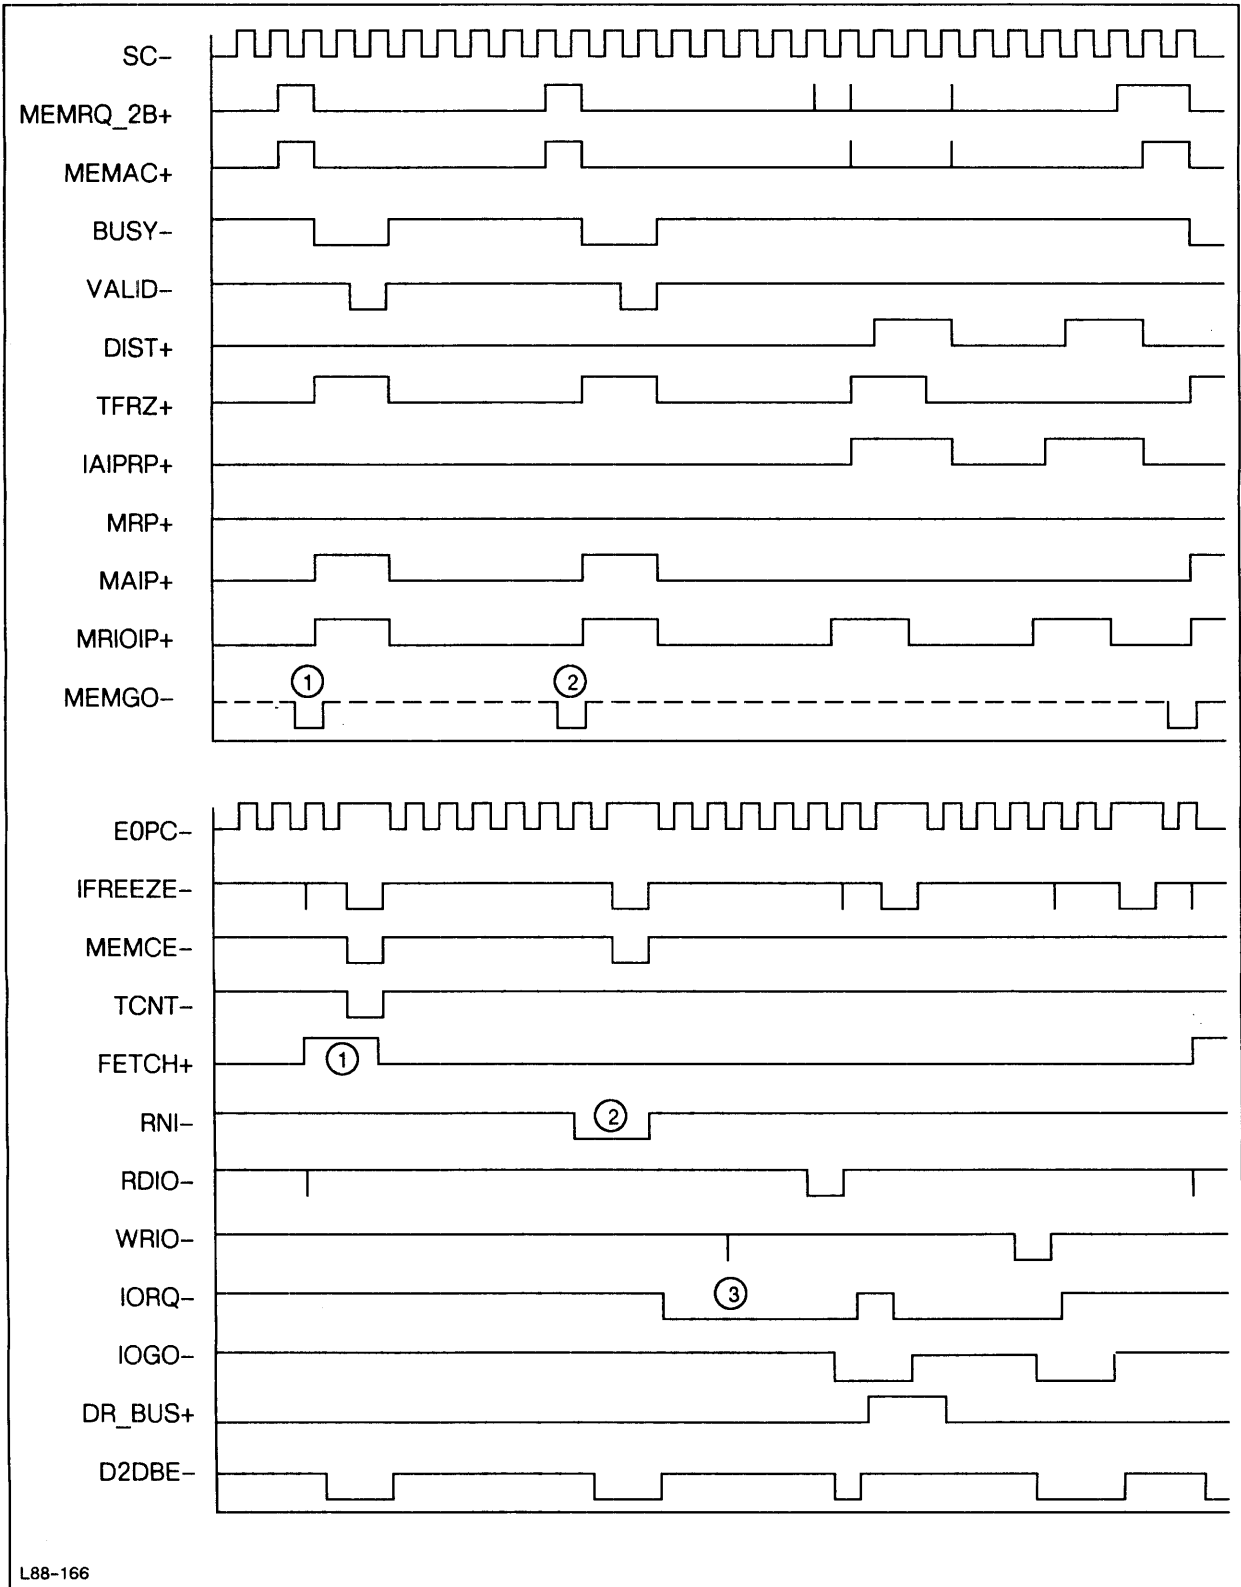 SC–
MEMRQ_2B+
MEMAC+
BUSY–
VALID–
DIST+
TFRZ+
IAIPRP+
MRP+
MAIP+
MRIOIP+
1 2
MEMGO–
E0PC–
IFREEZE–
MEMCE–
TCNT–
FETCH+ 1
RNI– 2
RDIO–
WRIO–
IORQ– 3
IOGO–
DR_BUS+
D2DBE–
L88-166